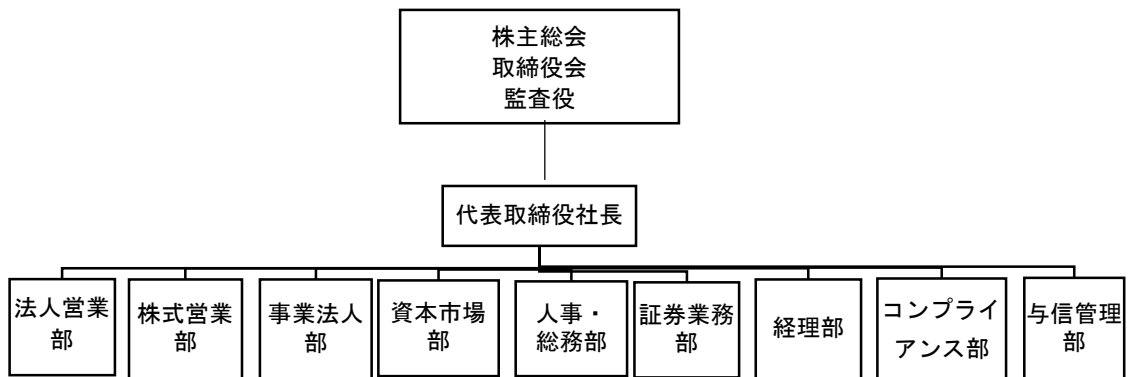 株主総会
取締役会
監査役
代表取締役社長
法人営業
部
株式営業
部
事業法人
部
資本市場
部
人事・
総務部
証券業務
部
経理部
コンプライ
アンス部
与信管理
部